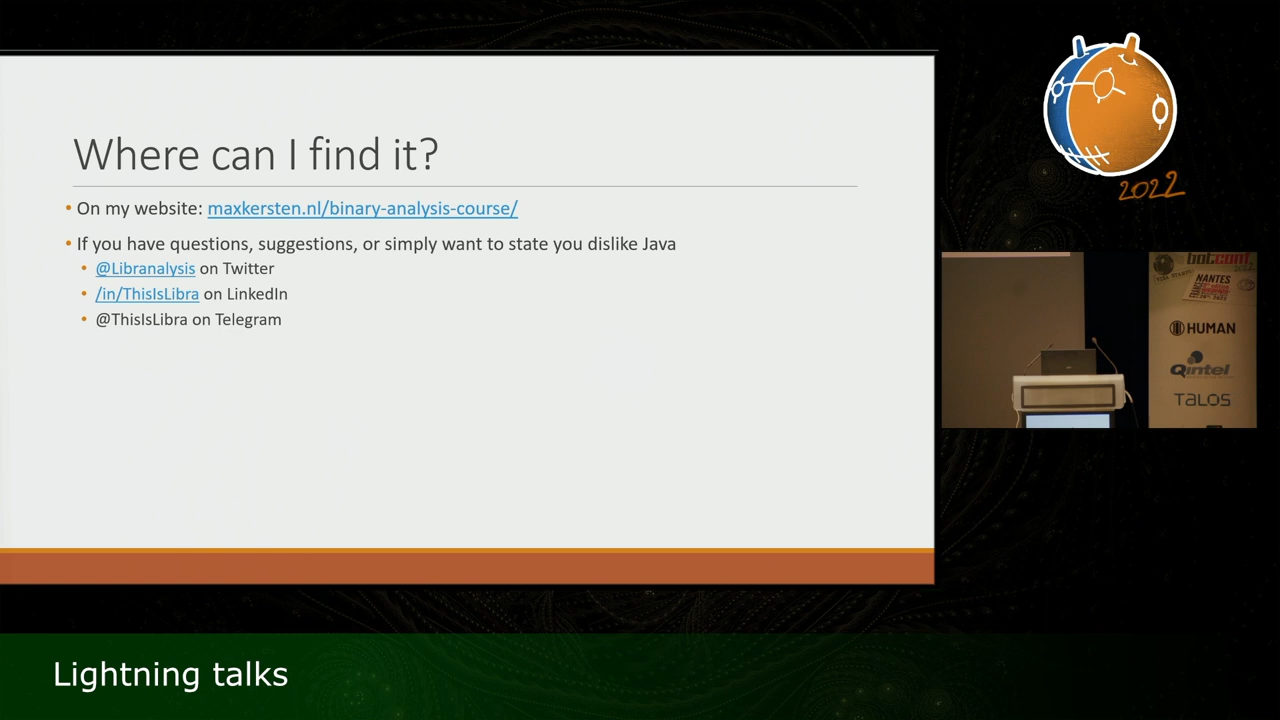 Where can I find it?
• On my website: maxkersten.nl/binary-analysis-course/
• If you have questions, suggestions, or simply want to state you dislike Java
• @Libranalysis on Twitter
• /in/ThisIsLibra on LinkedIn
• @ThisIsLibra on Telegram
2022
botconf
NANTES
HUMAN
Qintel
TALOS
Lightning talks